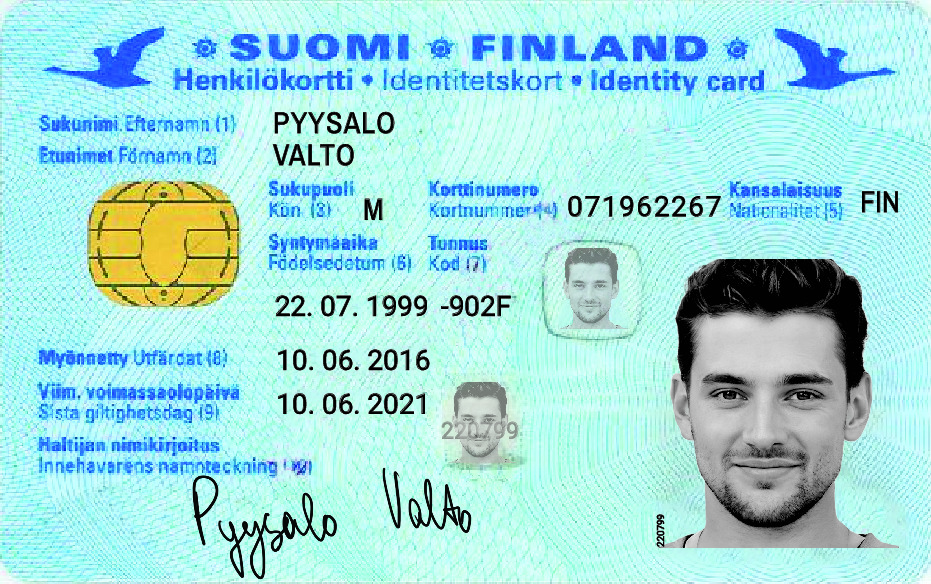 SUOMI FINLAND
Henkilökortti • Identitetskort • Identity card
Sukunimi Efternamn (1) PYYSALO
Etunimet Förnamn (2) VALTO
Sukupuoli Korttinumero Kansalaisuus
Kön (3) M Kortnummer (4) 071962267 Nationalitet (5) FIN
Syntymäaika Tunnus
Födelsedatum (6) Kod (7)
22. 07. 1999 -902F
Myönnetty Utfärdat (8) 10. 06. 2016
Viim. voimassaolopäivä
Sista giltighetsdag (9) 10. 06. 2021
220799
Haltijan nimikirjoitus
Innehavarens namnteckning (10)
Pyysalo Valto
220799